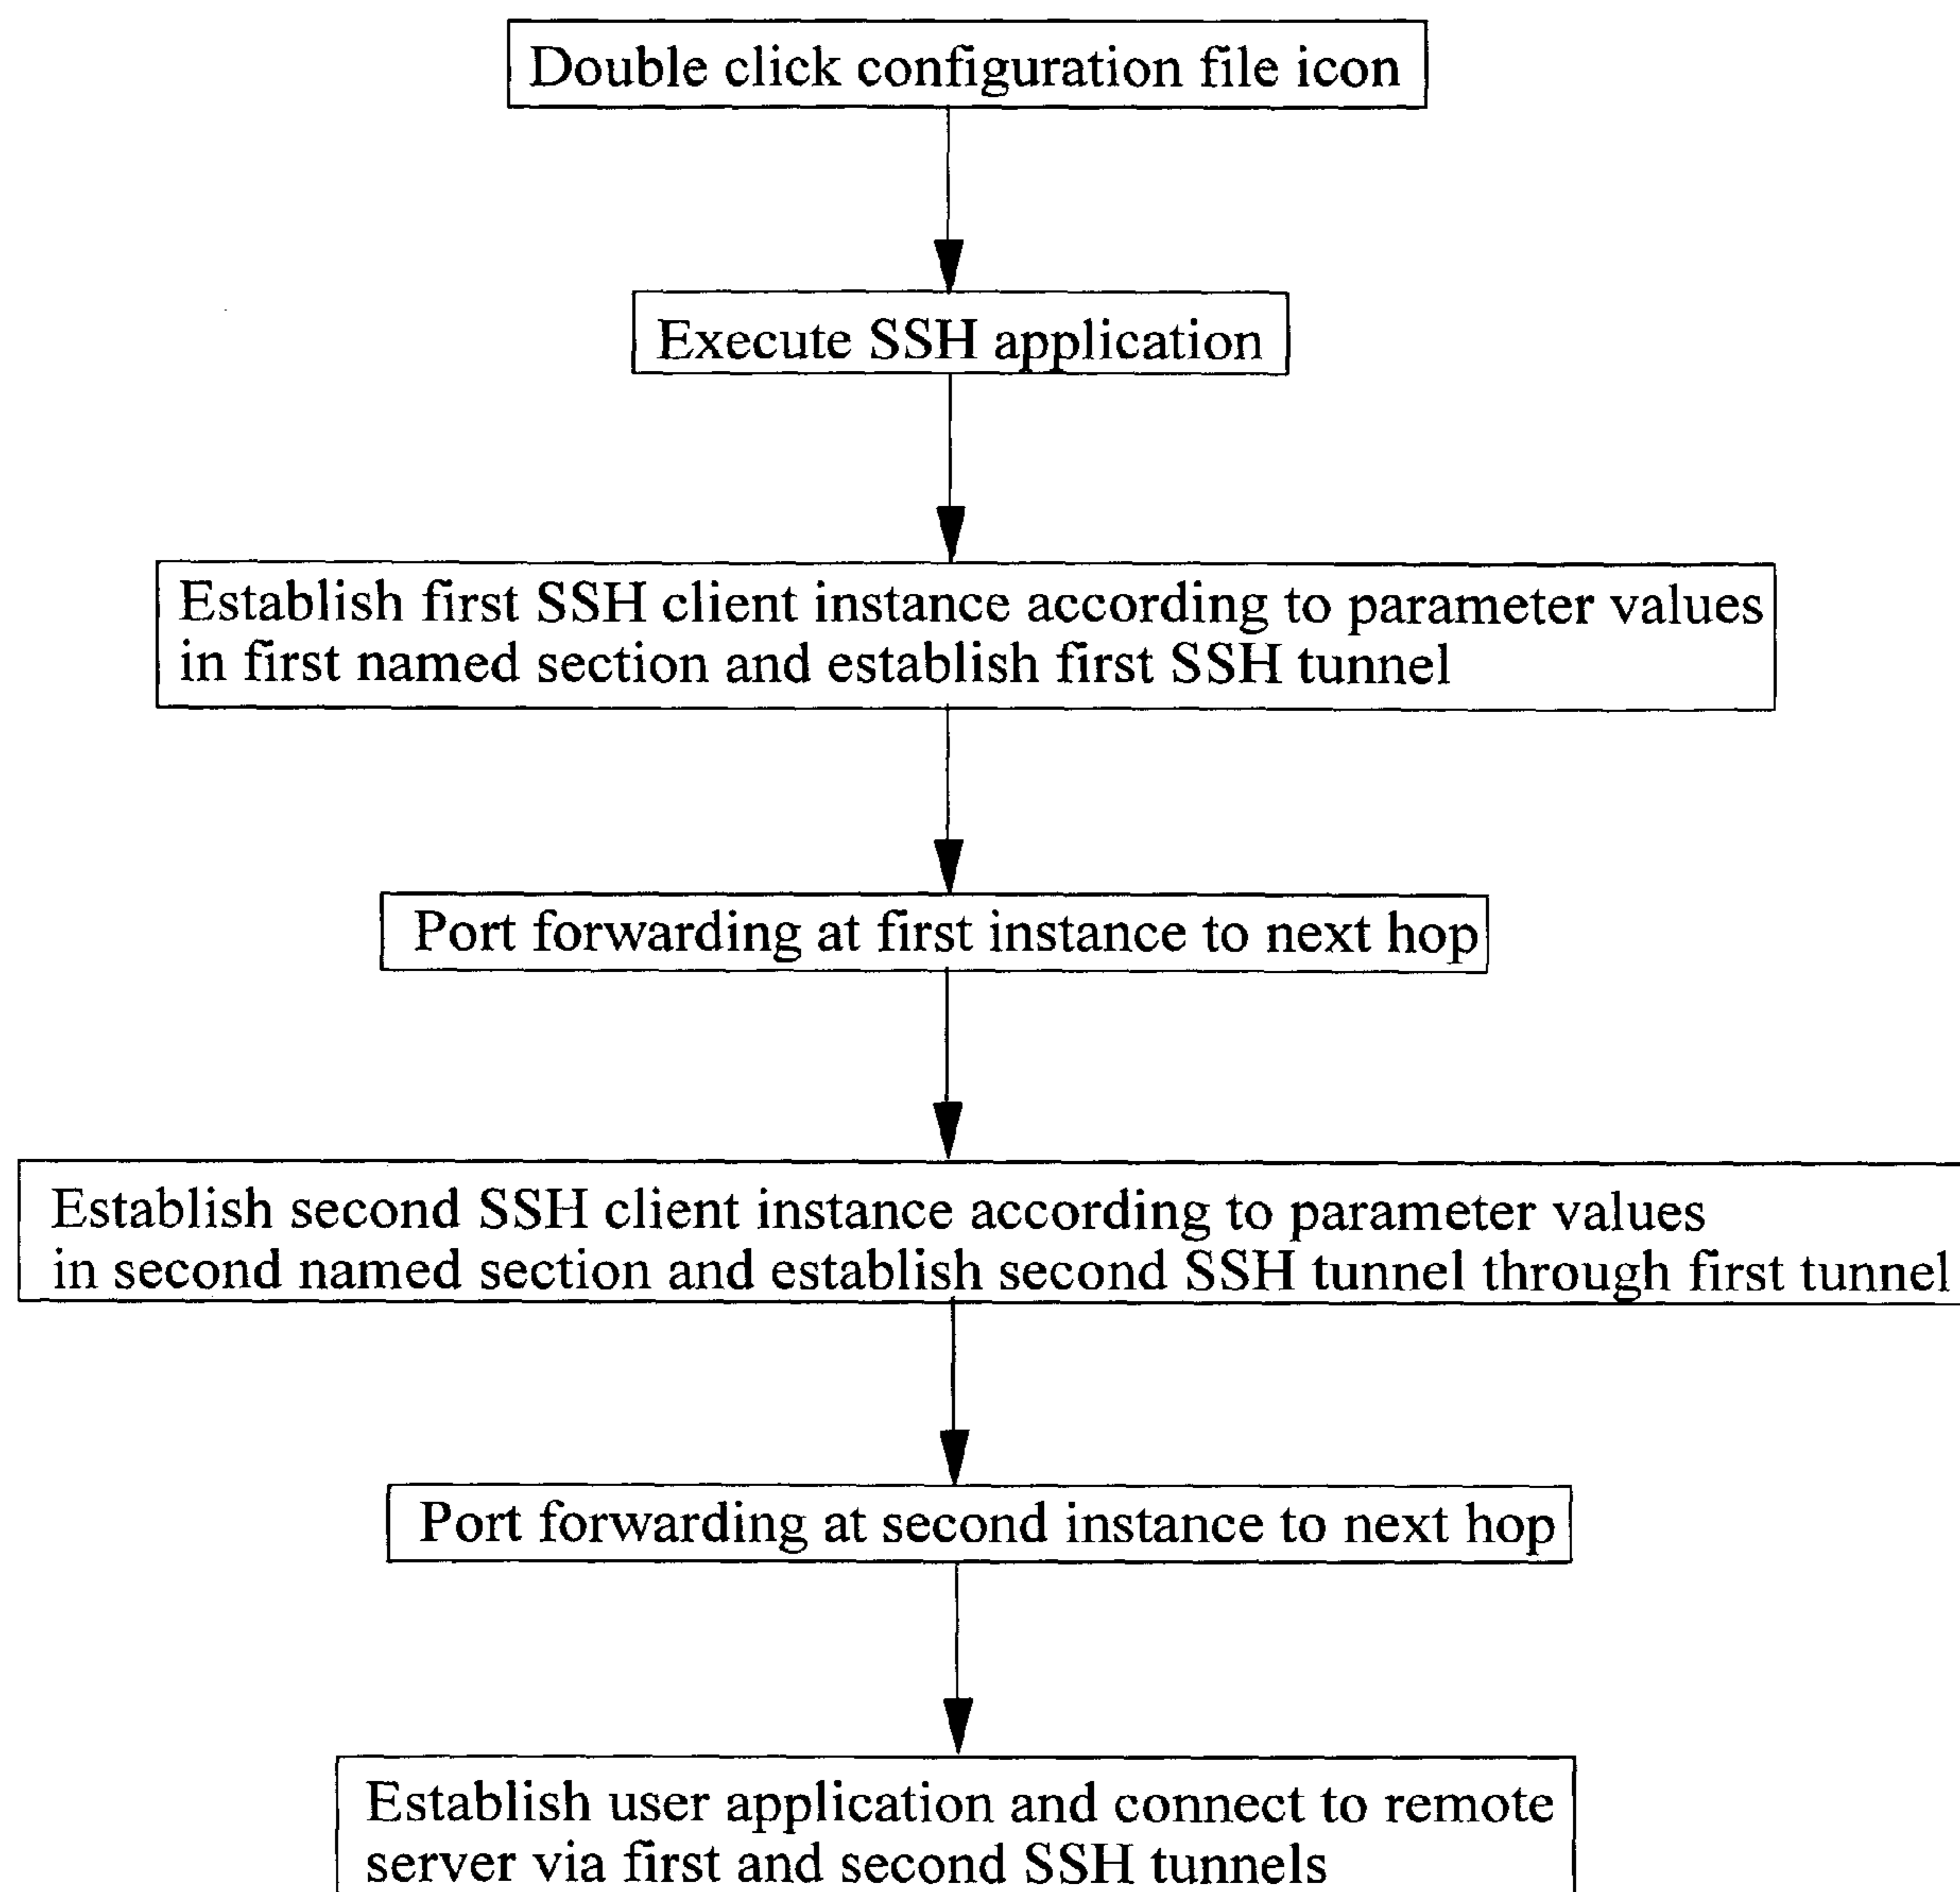 Double click configuration file icon
Execute SSH application
Establish first SSH client instance according to parameter values
in first named section and establish first SSH tunnel
Port forwarding at first instance to next hop
Establish second SSH client instance according to parameter values
in second named section and establish second SSH tunnel through first tunnel
Port forwarding at second instance to next hop
Establish user application and connect to remote
server via first and second SSH tunnels